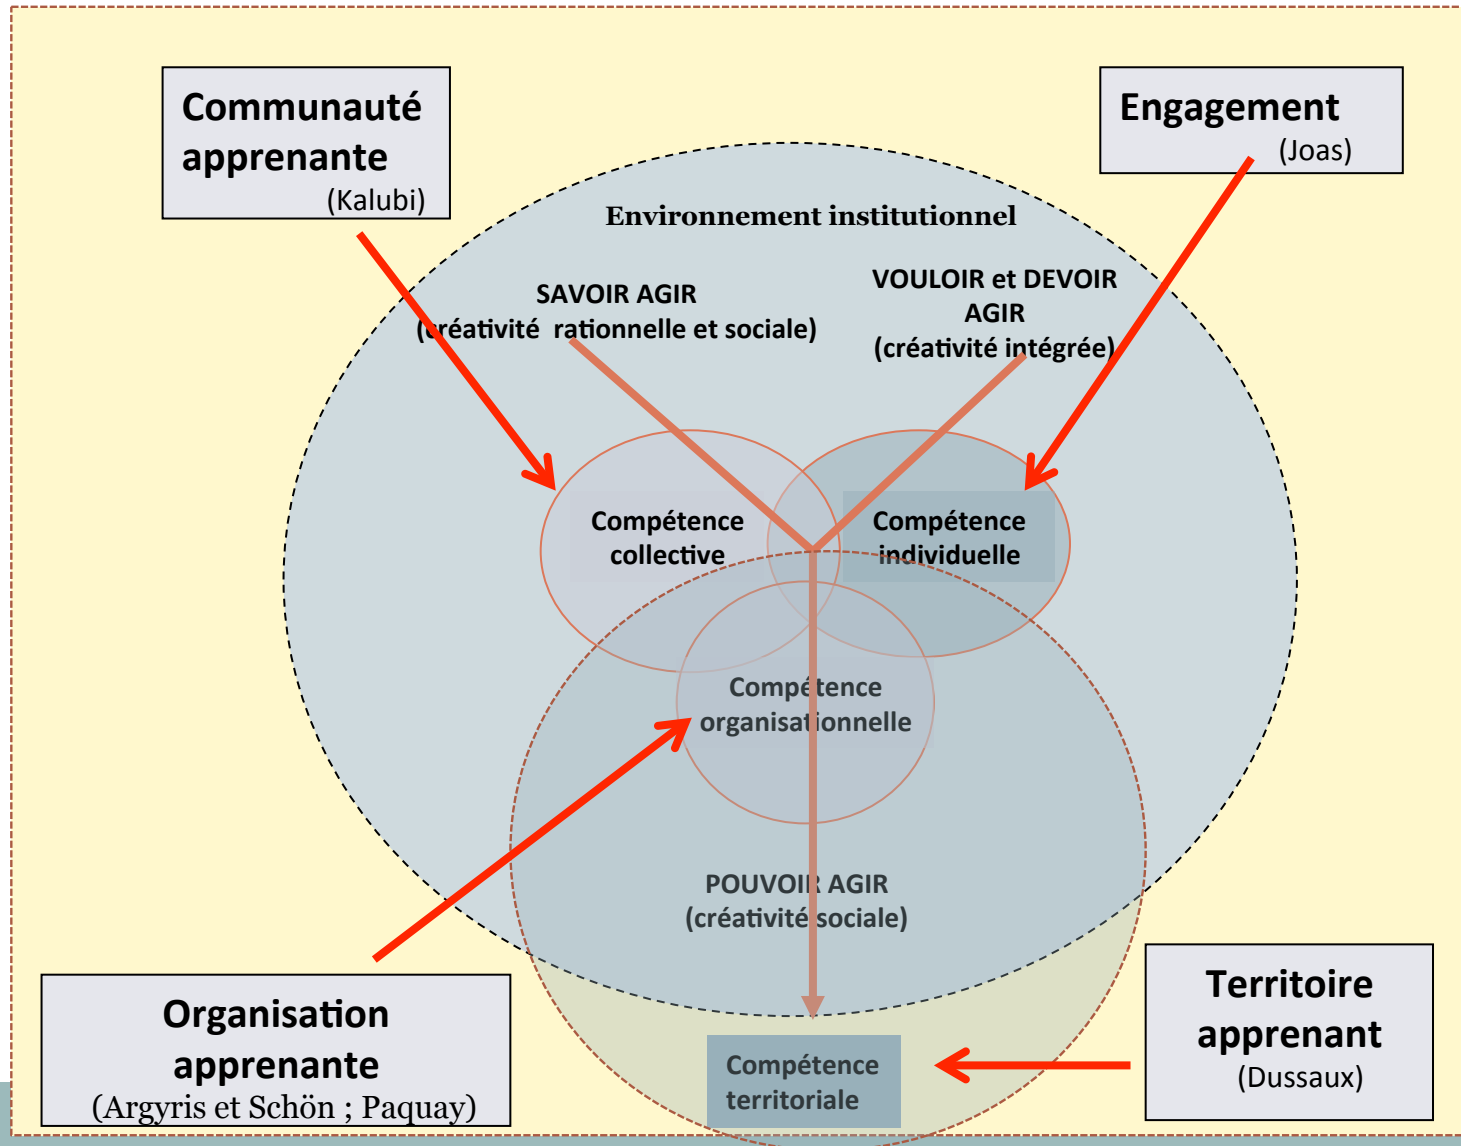 Communauté
apprenante
(Kalubi)
Engagement
(Joas)
Environnement institutionnel
SAVOIR AGIR
(créativité rationnelle et sociale)
VOULOIR et DEVOIR
AGIR
(créativité intégrée)
Compétence
collective
Compétence
individuelle
Compétence
organisationnelle
POUVOIR AGIR
(créativité sociale)
Organisation
apprenante
(Argyris et Schön ; Paquay)
Territoire
apprenant
(Dussaux)
Compétence
territoriale